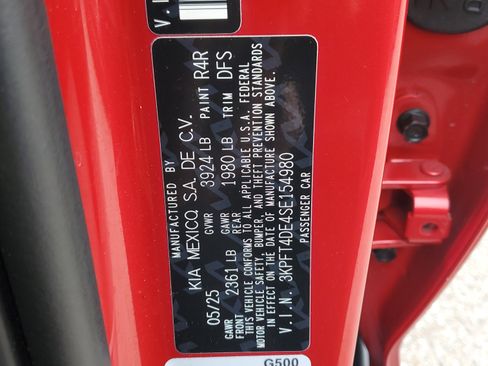 V.D
MANUFACTURED BY
KIA MEXICO, S.A. DE C.V.
05/25 GVWR 3924 LB PAINT R4R
GAWR FRONT 2361 LB GAWR REAR 1980 LB TRIM DFS
THIS VEHICLE CONFORMS TO ALL APPLICABLE U.S.A. FEDERAL
MOTOR VEHICLE SAFETY, BUMPER, AND THEFT PREVENTION STANDARDS
IN EFFECT ON THE DATE OF MANUFACTURE SHOWN ABOVE.
V.I.N. 3KPFT4DE4SE154980
PASSENGER CAR
G500